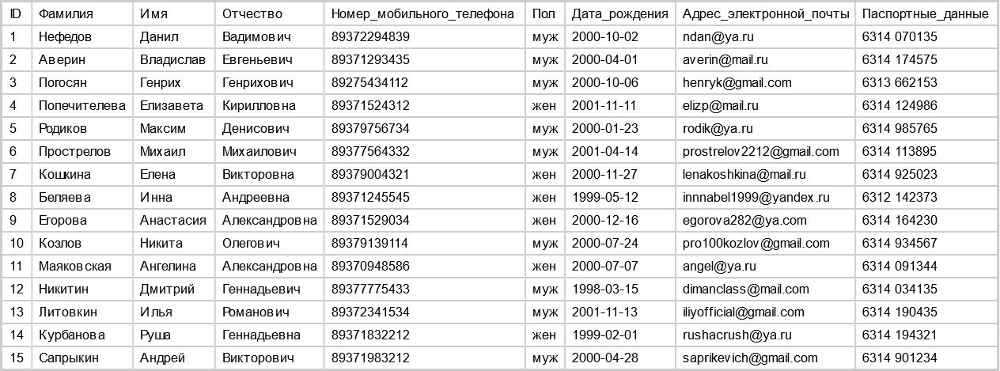 ID Фамилия Имя Отчество Номер_мобильного_телефона Пол Дата_рождения Адрес_электронной_почты Паспортные_данные
1 Нефедов Данил Вадимович 89372294839 муж 2000-10-02 ndan@ya.ru 6314 070135
2 Аверин Владислав Евгеньевич 89371293435 муж 2000-04-01 averin@mail.ru 6314 174575
3 Погосян Генрих Генрихович 89275434112 муж 2000-10-06 henryk@gmail.com 6313 662153
4 Попечителева Елизавета Кирилловна 89371524312 жен 2001-11-11 elizp@mail.ru 6314 124986
5 Родиков Максим Денисович 89379756734 муж 2000-01-23 rodik@ya.ru 6314 985765
6 Прострелов Михаил Михаилович 89377564332 муж 2001-04-14 prostrelov2212@gmail.com 6314 113895
7 Кошкина Елена Викторовна 89379004321 жен 2000-11-27 lenakoshkina@mail.ru 6314 925023
8 Беляева Инна Андреевна 89371245545 жен 1999-05-12 innnabel1999@yandex.ru 6312 142373
9 Егорова Анастасия Александровна 89371529034 жен 2000-12-16 egorova282@ya.com 6314 164230
10 Козлов Никита Олегович 89379139114 муж 2000-07-24 pro100kozlov@gmail.com 6314 934567
11 Маяковская Ангелина Александровна 89370948586 жен 2000-07-07 angel@ya.ru 6314 091344
12 Никитин Дмитрий Геннадьевич 89377775433 муж 1998-03-15 dimanclass@mail.com 6314 034135
13 Литовкин Илья Романович 89372341534 муж 2001-11-13 iliyofficial@gmail.com 6314 190435
14 Курбанова Руша Геннадьевна 89371832212 жен 1999-02-01 rushacrush@ya.ru 6314 194321
15 Сапрыкин Андрей Викторович 89371983212 муж 2000-04-28 saprikevich@gmail.com 6314 901234